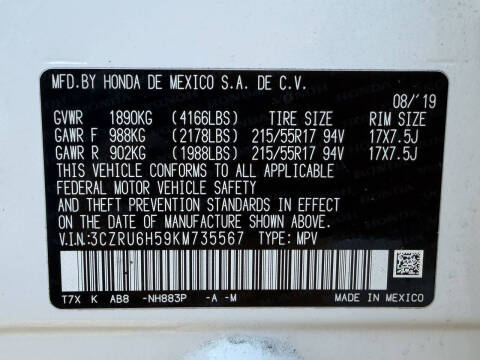 MFD.BY HONDA DE MEXICO S.A. DE C.V.
08/'19
GVWR 1890KG (4166LBS) TIRE SIZE RIM SIZE
GAWR F 988KG (2178LBS) 215/55R17 94V 17X7.5J
GAWR R 902KG (1988LBS) 215/55R17 94V 17X7.5J
THIS VEHICLE CONFORMS TO ALL APPLICABLE
FEDERAL MOTOR VEHICLE SAFETY
AND THEFT PREVENTION STANDARDS IN EFFECT
ON THE DATE OF MANUFACTURE SHOWN ABOVE.
V.I.N:3CZRU6H59KM735567 TYPE: MPV
T7X K AB8 -NH883P -A -M MADE IN MEXICO